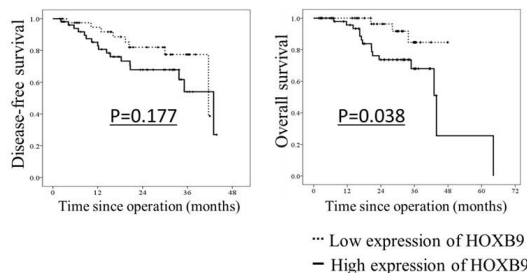 Disease-free survival
1.0
0.8
0.6
0.4
0.2
0.0
P=0.177
0 12 24 36 48
Time since operation (months)
Overall survival
1.0
0.8
0.6
0.4
0.2
0.0
P=0.038
0 12 24 36 48 60 72
Time since operation (months)
Low expression of HOXB9
High expression of HOXB9